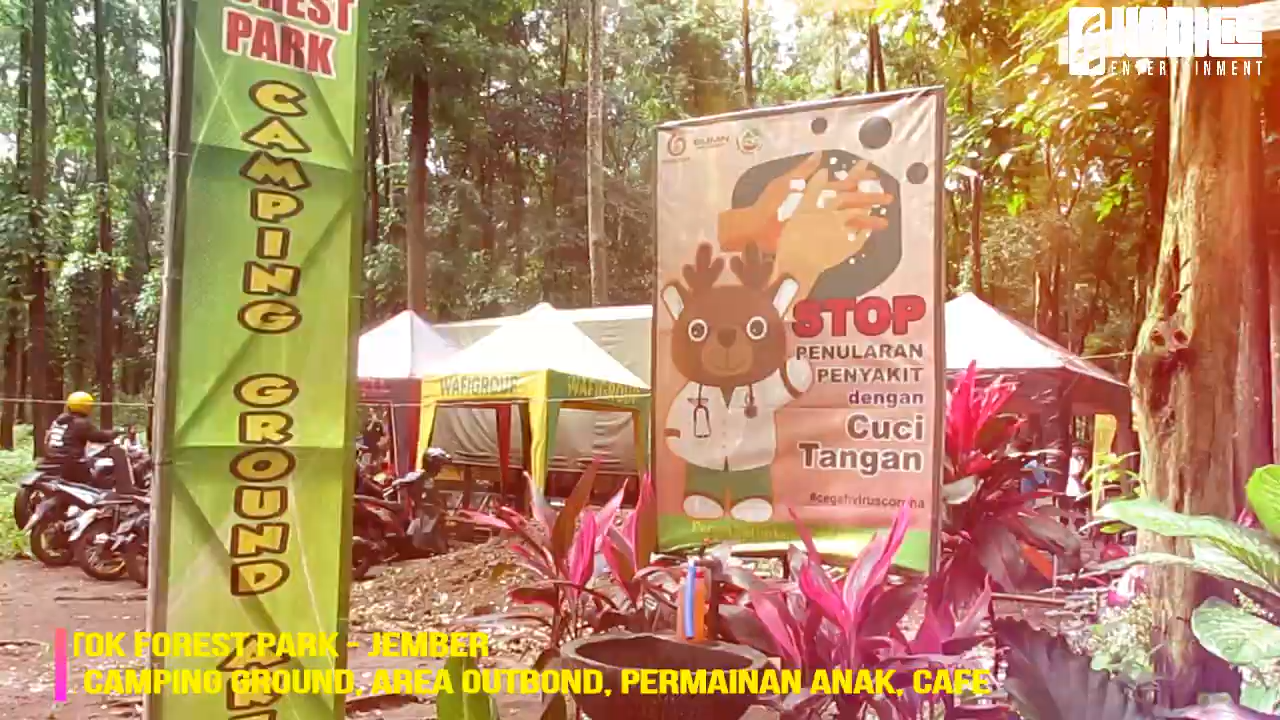 FOREST
PARK
CAMPING GROUND
BUMN
STOP
PENULARAN
PENYAKIT
dengan
Cuci
Tangan
#cegahviruscorona
WAFIGROUP
ENTERTAINMENT
TOK FOREST PARK - JEMBER
CAMPING GROUND, AREA OUTBOND, PERMAINAN ANAK, CAFE